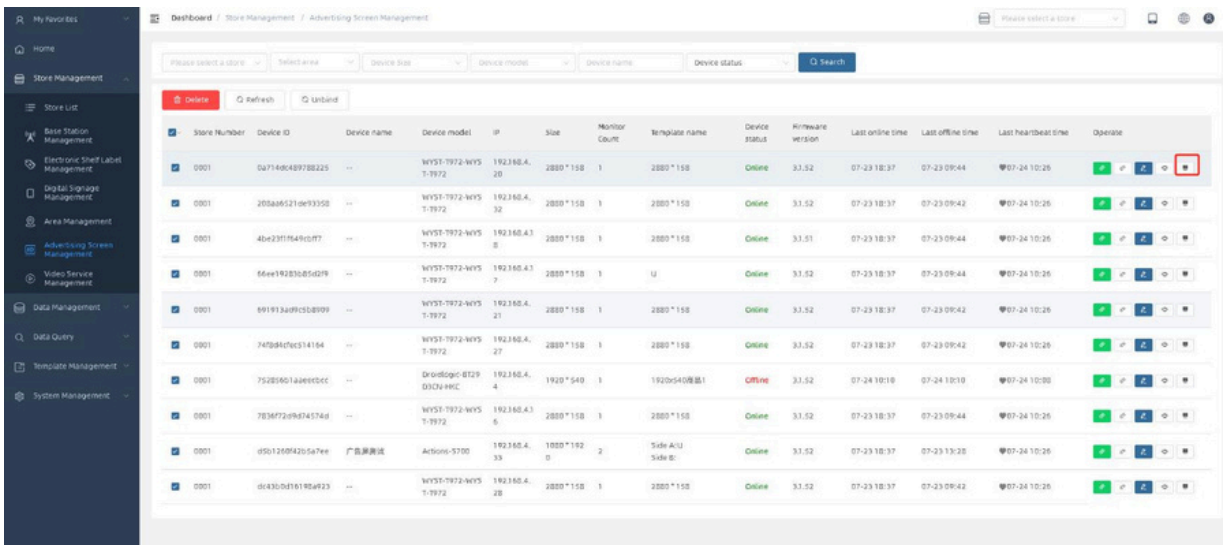 My Favorites
Dashboard / Store Management / Advertising Screen Management
Please select a store
Home
Store Management
Store List
Base Station
Management
Electronic Shelf Label
Management
Digital Signage
Management
Area Management
Advertising Screen
Management
Video Service
Management
Data Management
Data Query
Template Management
System Management
Please select a store Select area Device Size Device model Device name Device status Search
Delete Refresh Unbind
Store Number Device ID Device name Device model IP Size Monitor Count Template name Device status Firmware version Last online time Last offline time Last heartbeat time Operate
0001 0a714dc489788225 -- WYST-T972-WYS 192.168.4. 2880 * 158 1 2880 * 158 Online 3.1.52 07-23 18:37 07-23 09:44 07-24 10:26
T-T972 20
0001 208aa6521de93358 -- WYST-T972-WYS 192.168.4. 2880 * 158 1 2880 * 158 Online 3.1.52 07-23 18:37 07-23 09:42 07-24 10:26
T-T972 32
0001 4be23f1f649cbff7 -- WYST-T972-WYS 192.168.4.1 2880 * 158 1 2880 * 158 Online 3.1.51 07-23 18:37 07-23 09:44 07-24 10:26
T-T972 8
0001 66ee19283b85d2f9 -- WYST-T972-WYS 192.168.4.1 2880 * 158 1 U Online 3.1.52 07-23 18:37 07-23 09:44 07-24 10:26
T-T972 7
0001 691913ad9c5b8909 -- WYST-T972-WYS 192.168.4. 2880 * 158 1 2880 * 158 Online 3.1.52 07-23 18:37 07-23 09:42 07-24 10:26
T-T972 21
0001 74f8d4cfec514164 -- WYST-T972-WYS 192.168.4. 2880 * 158 1 2880 * 158 Online 3.1.52 07-23 18:37 07-23 09:42 07-24 10:26
T-T972 27
0001 -- Droidlogic-8T29 192.168.4. 1920 * 540 1 Offline 3.1.52 07-24 10:10 07-24 10:10 07-24 10:08
4
0001 7836f72d9d74574d -- WYST-T972-WYS 192.168.4.1 2880 * 158 1 2880 * 158 Online 3.1.52 07-23 18:37 07-23 09:44 07-24 10:26
T-T972 6
0001 d5b1260f42b5a7ee 广告屏测试 Actions-S700 192.168.4. 1080 * 192 2 Side A:U Online 3.1.52 07-23 18:37 07-23 13:28 07-24 10:26
33 0 Side B:
0001 dc43b0d16198a923 -- WYST-T972-WYS 192.168.4. 2880 * 158 1 2880 * 158 Online 3.1.52 07-23 18:37 07-23 09:42 07-24 10:26
T-T972 28